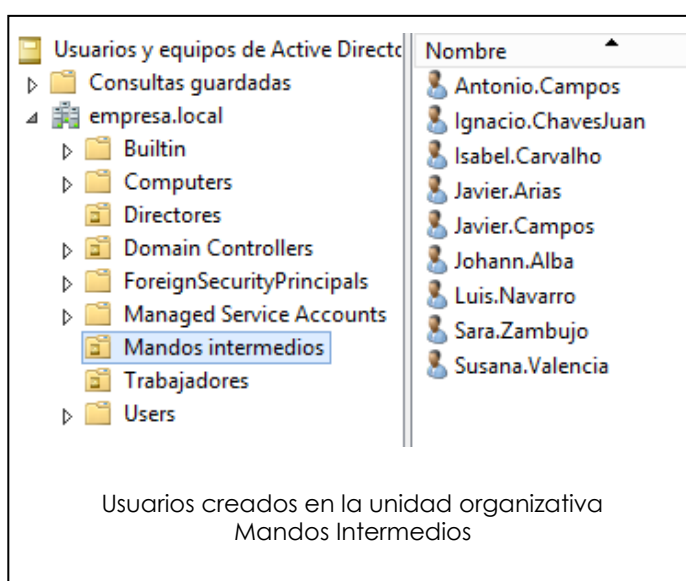 Usuarios y equipos de Active Directo
Consultas guardadas
empresa.local
Builtin
Computers
Directores
Domain Controllers
ForeignSecurityPrincipals
Managed Service Accounts
Mandos intermedios
Trabajadores
Users
Nombre
Antonio.Campos
Ignacio.ChavesJuan
Isabel.Carvalho
Javier.Arias
Javier.Campos
Johann.Alba
Luis.Navarro
Sara.Zambujo
Susana.Valencia
Usuarios creados en la unidad organizativa
Mandos Intermedios